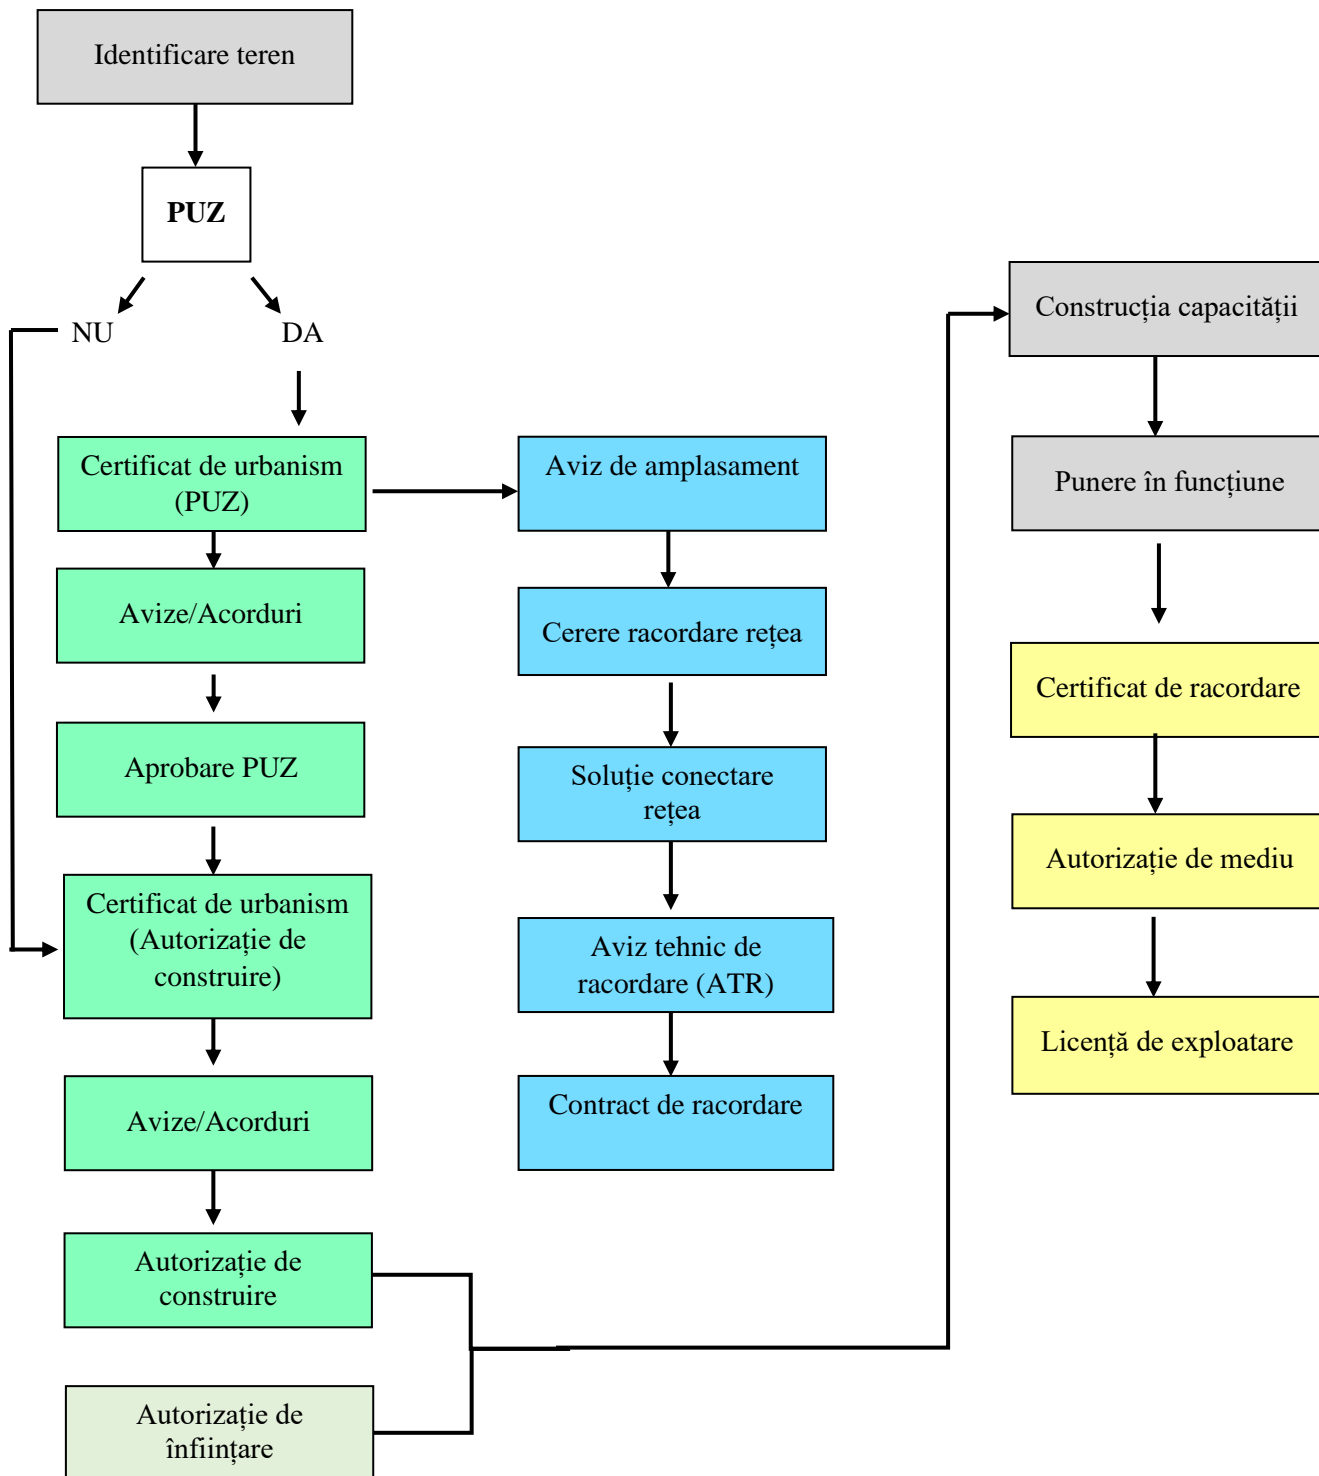 Identificare teren
PUZ
NU
DA
Certificat de urbanism
(PUZ)
Avize/Acorduri
Aprobare PUZ
Certificat de urbanism
(Autorizație de
construire)
Avize/Acorduri
Autorizație de
construire
Autorizație de
înființare
Aviz de amplasament
Cerere racordare rețea
Soluție conectare
rețea
Aviz tehnic de
racordare (ATR)
Contract de racordare
Construcția capacității
Punere în funcțiune
Certificat de racordare
Autorizație de mediu
Licență de exploatare